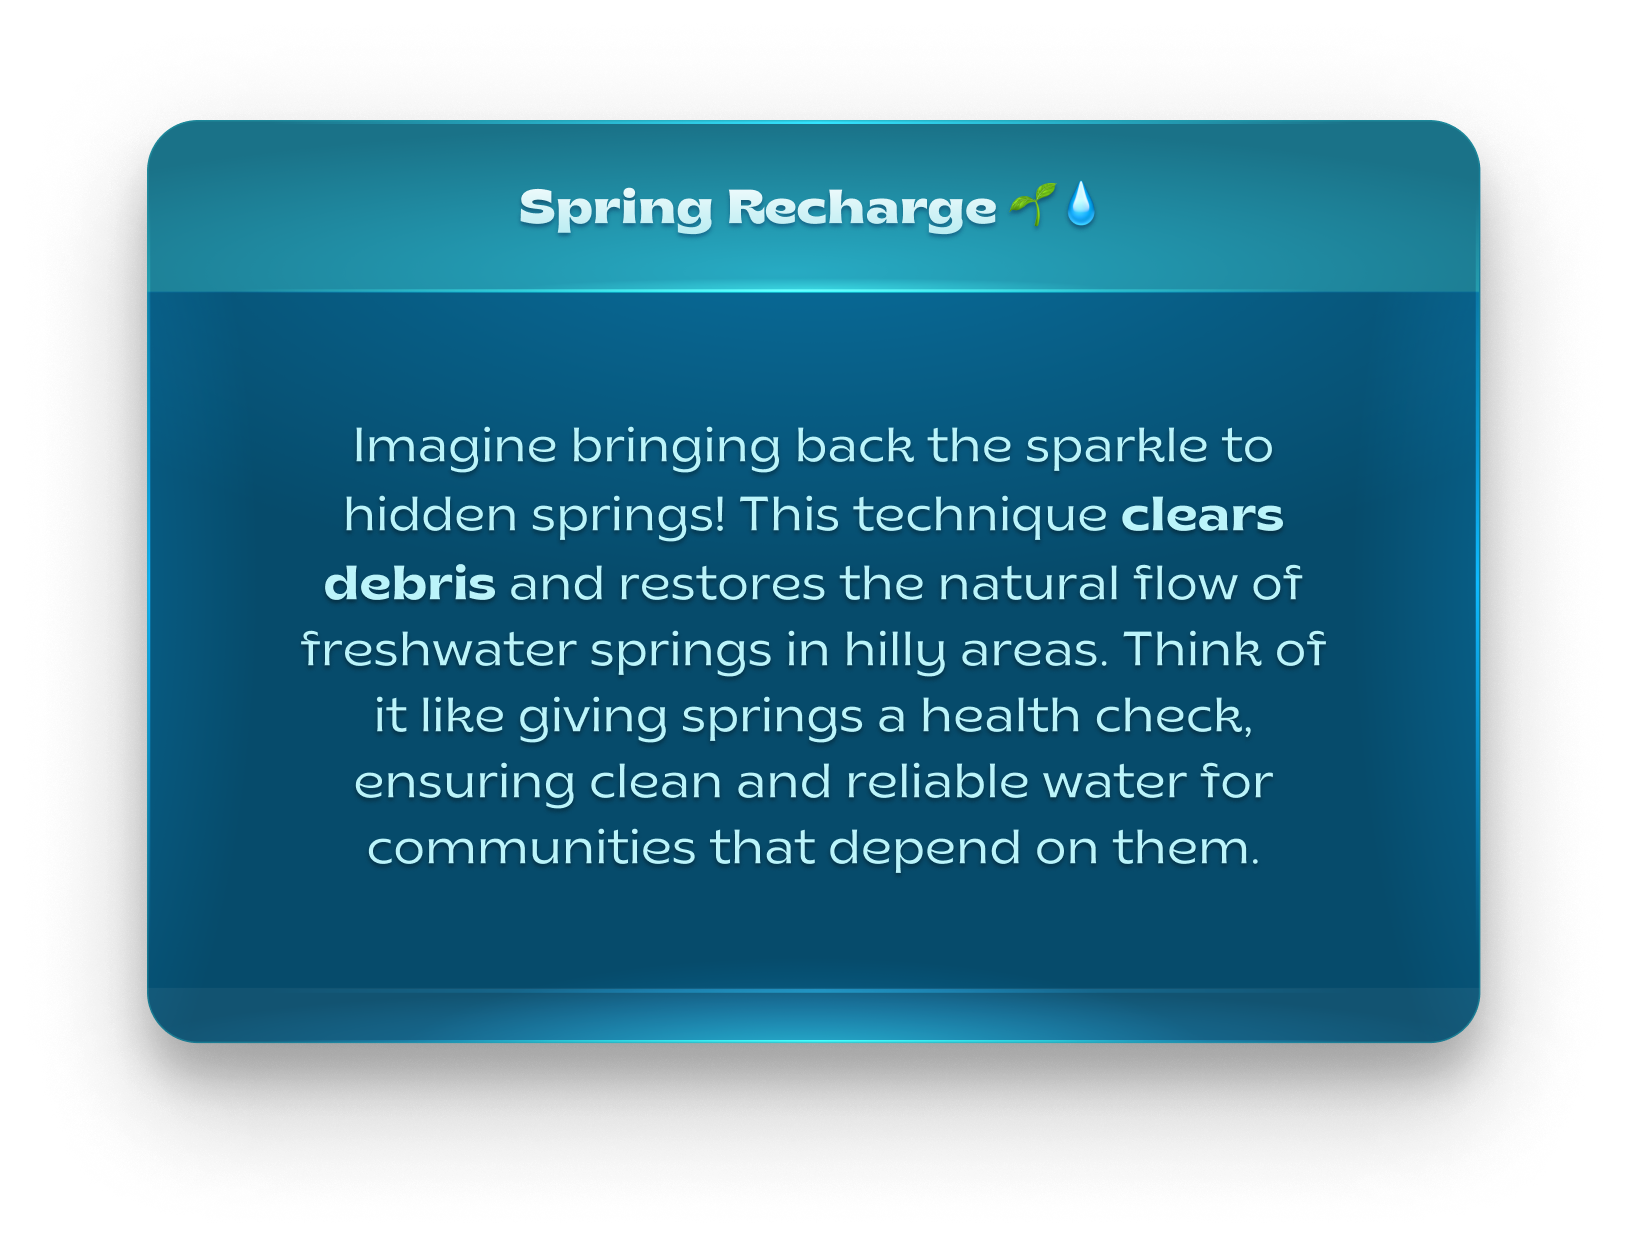 Spring Recharge 🌱💧
Imagine bringing back the sparkle to
hidden springs! This technique clears
debris and restores the natural flow of
freshwater springs in hilly areas. Think of
it like giving springs a health check,
ensuring clean and reliable water for
communities that depend on them.